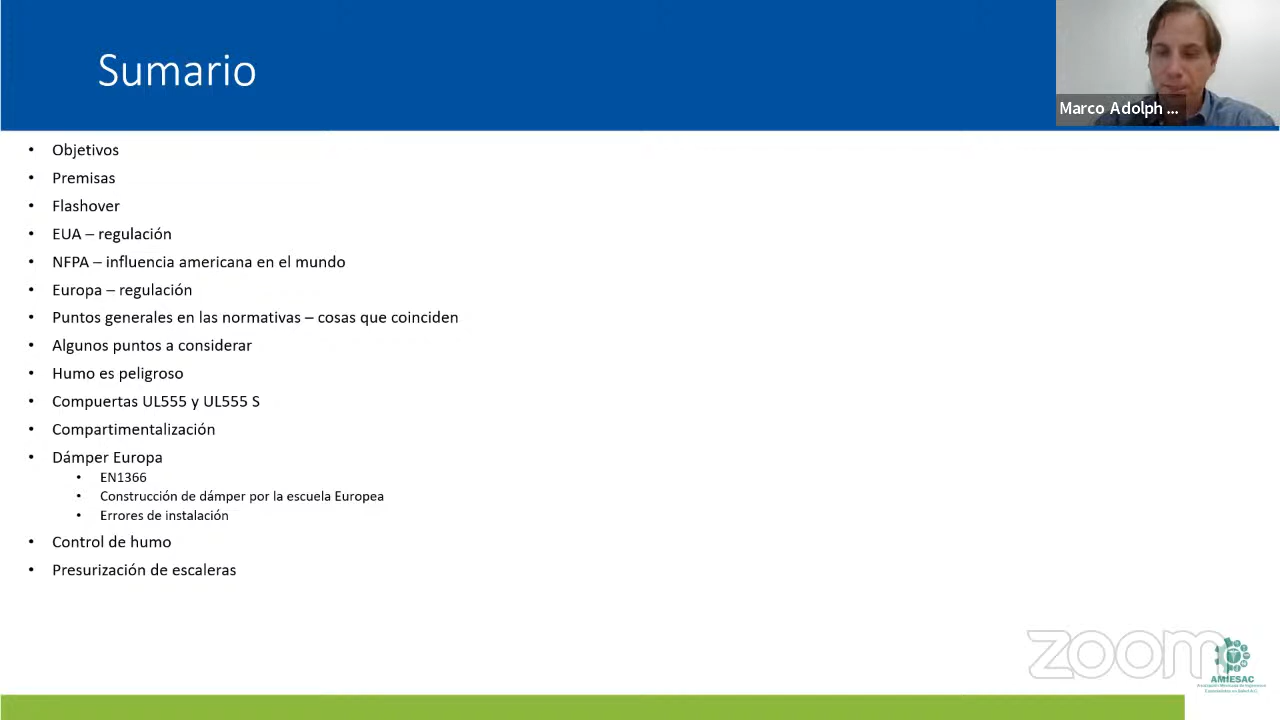 Sumario
Marco Adolph ...
• Objetivos
• Premisas
• Flashover
• EUA – regulación
• NFPA – influencia americana en el mundo
• Europa – regulación
• Puntos generales en las normativas – cosas que coinciden
• Algunos puntos a considerar
• Humo es peligroso
• Compuertas UL555 y UL555 S
• Compartimentalización
• Dámper Europa
• EN1366
• Construcción de dámper por la escuela Europea
• Errores de instalación
• Control de humo
• Presurización de escaleras
zoom
AMIESAC